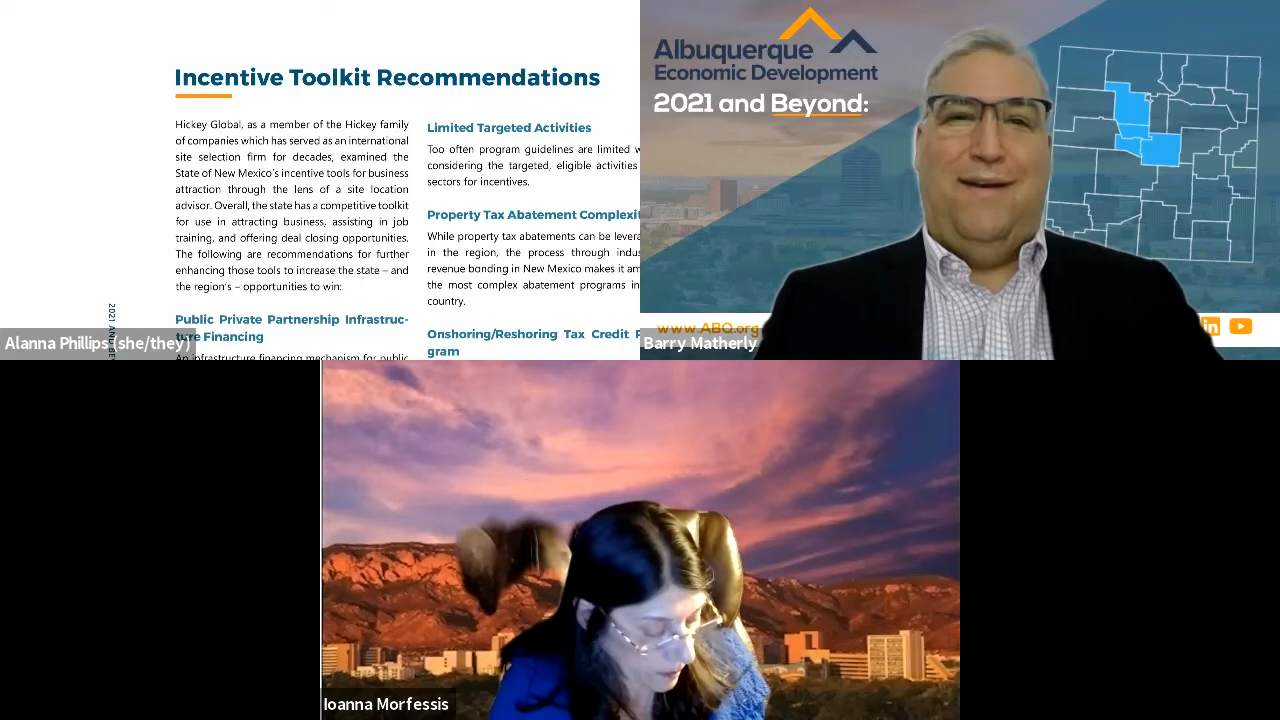 Incentive Toolkit Recommendations
Hickey Global, as a member of the Hickey family
of companies which has served as an international
site selection firm for decades, examined the
State of New Mexico's incentive tools for business
attraction through the lens of a site location
advisor. Overall, the state has a competitive toolkit
for use in attracting business, assisting in job
training, and offering deal closing opportunities.
The following are recommendations for further
enhancing those tools to increase the state – and
the region's – opportunities to win:
Public Private Partnership Infrastruc-
ture Financing
An infrastructure financing mechanism for public
Limited Targeted Activities
Too often program guidelines are limited w
considering the targeted, eligible activities
sectors for incentives.
Property Tax Abatement Complexit
While property tax abatements can be levera
in the region, the process through indus
revenue bonding in New Mexico makes it am
the most complex abatement programs in
country.
Onshoring/Reshoring Tax Credit P
gram
2021
Alanna Phillips (she/they)
Albuquerque
Economic Development
2021 and Beyond:
www.ABQ.org
in
Barry Matherly
Ioanna Morfessis